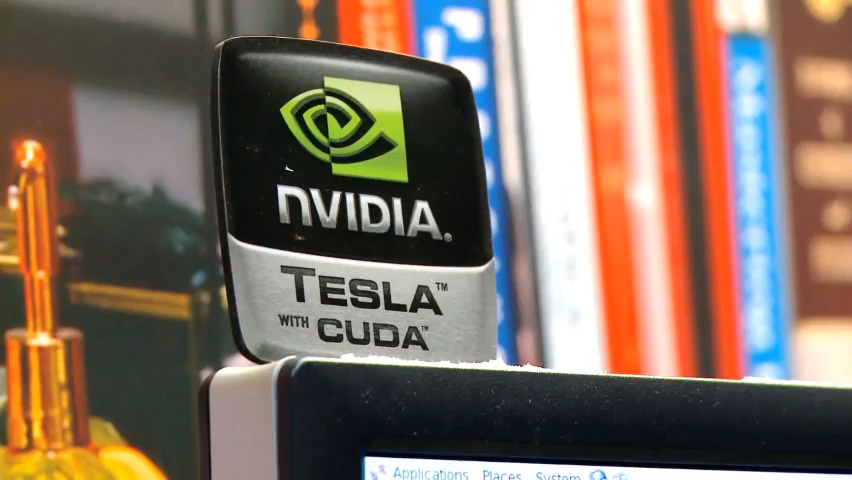 NVIDIA.
TESLA™
WITH CUDA™
Applications Places System